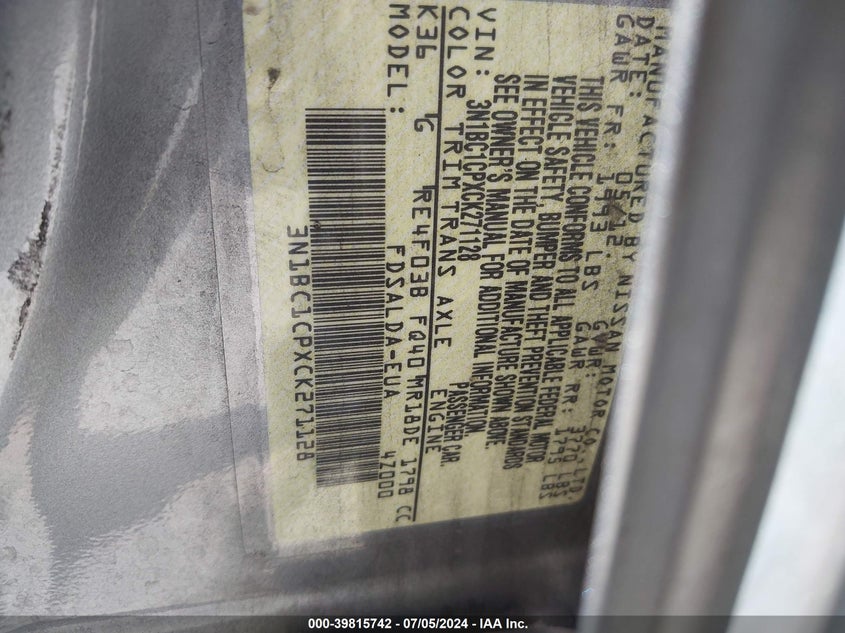 MANUFACTURED BY NISSAN MOTOR CO., LTD
DATE: 05/12. GVWR: 3770 LBS
GAWR FR: 1993 LBS GAWR RR: 1795 LBS
THIS VEHICLE CONFORMS TO ALL APPLICABLE FEDERAL MOTOR
VEHICLE SAFETY, BUMPER AND THEFT PREVENTION STANDARDS
IN EFFECT ON THE DATE OF MANUFACTURE SHOWN ABOVE.
SEE OWNER'S MANUAL FOR ADDITIONAL INFORMATION.
VIN: 3N1BC1CPXCK271128 PASSENGER CAR.
COLOR TRIM TRANS AXLE ENGINE
K36 G RE4F03B FQ40 MR18DE 1798 CC
MODEL: FDSALDA-EUA 4Z000
3N1BC1CPXCK271128
000-39815742 / 07/05/2024 - IAA Inc.